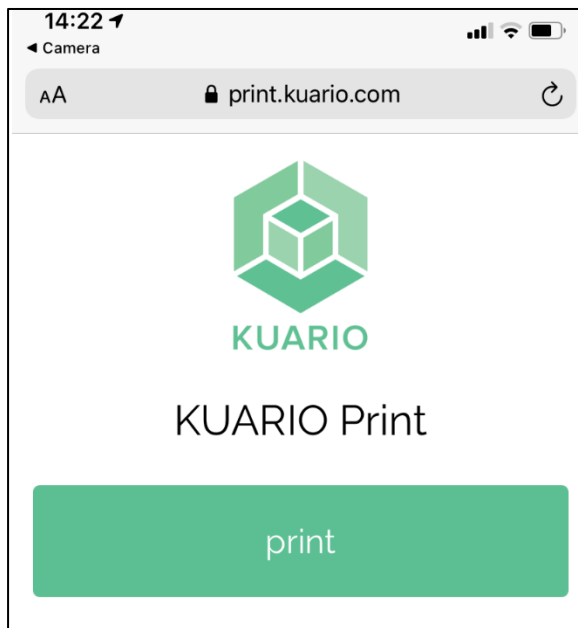 14:22
◀ Camera
AA print.kuario.com
KUARIO
KUARIO Print
print